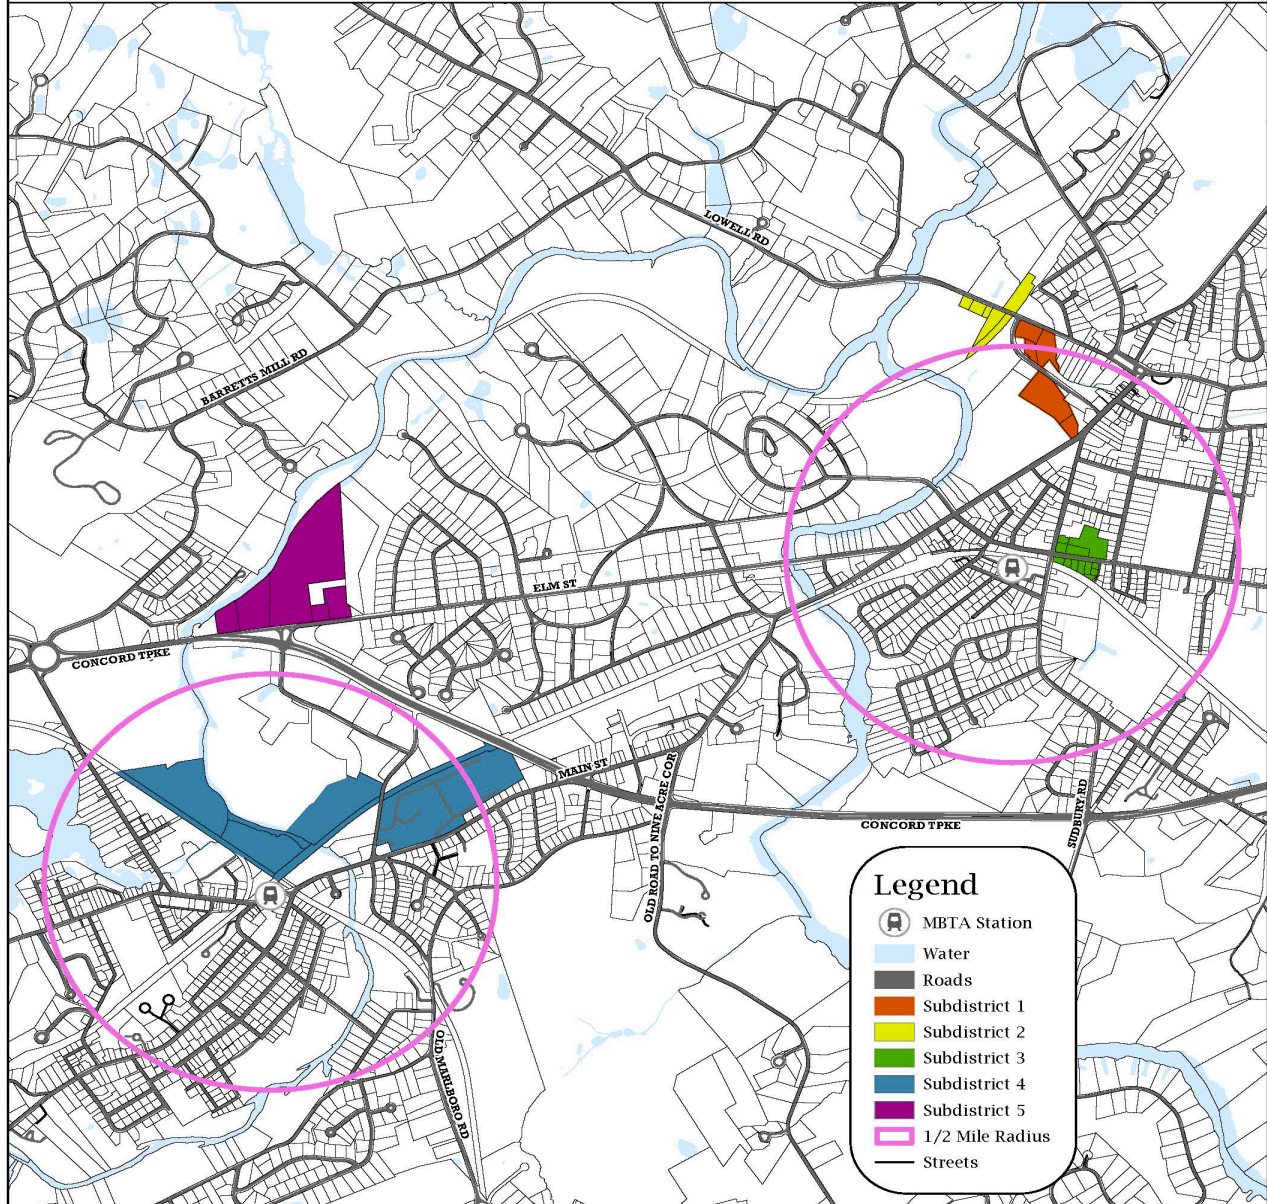 LOWELL RD
BARRETTS MILL RD
ELM ST
CONCORD TPKE
MAIN ST
OLD ROAD TO NINE ACRE COR
CONCORD TPKE
SUDBURY RD
OLD MARLBORO RD
Legend
MBTA Station
Water
Roads
Subdistrict 1
Subdistrict 2
Subdistrict 3
Subdistrict 4
Subdistrict 5
1/2 Mile Radius
Streets